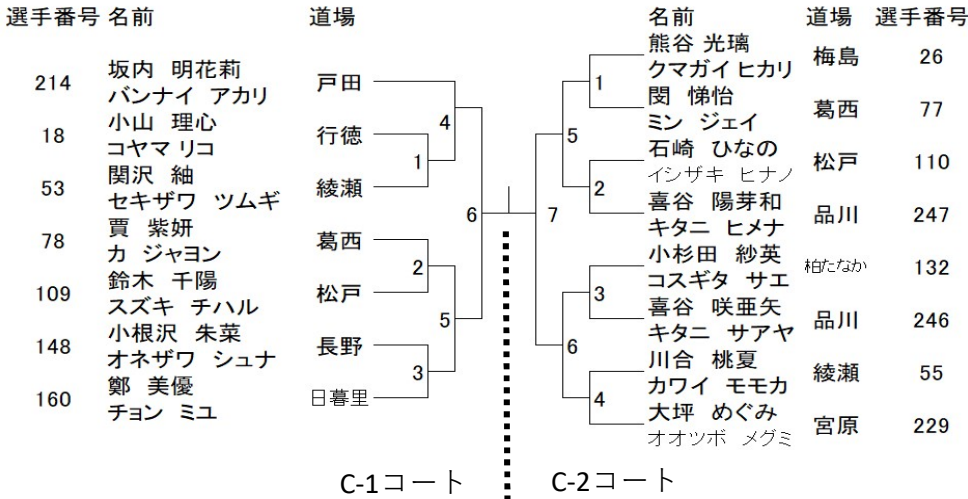 選手番号 名前 道場
214 坂内 明花莉 戸田
バンナイ アカリ
18 小山 理心 行徳
コヤマ リコ
53 関沢 紬 綾瀬
セキザワ ツムギ
78 賈 紫妍 葛西
カ ジャヨン
109 鈴木 千陽 松戸
スズキ チハル
148 小根沢 朱菜 長野
オネザワ シュナ
160 鄭 美優 日暮里
チョン ミユ
4
1
6
2
5
3
C-1コート
名前 道場 選手番号
熊谷 光璃 梅島 26
クマガイ ヒカリ
閔 悌怡 葛西 77
ミン ジェイ
石崎 ひなの 松戸 110
イシザキ ヒナノ
喜谷 陽芽和 品川 247
キタニ ヒメナ
小杉田 紗英 柏たなか 132
コスギタ サエ
喜谷 咲亜矢 品川 246
キタニ サアヤ
川合 桃夏 綾瀬 55
カワイ モモカ
大坪 めぐみ 宮原 229
オオツボ メグミ
1
5
2
7
3
6
4
C-2コート